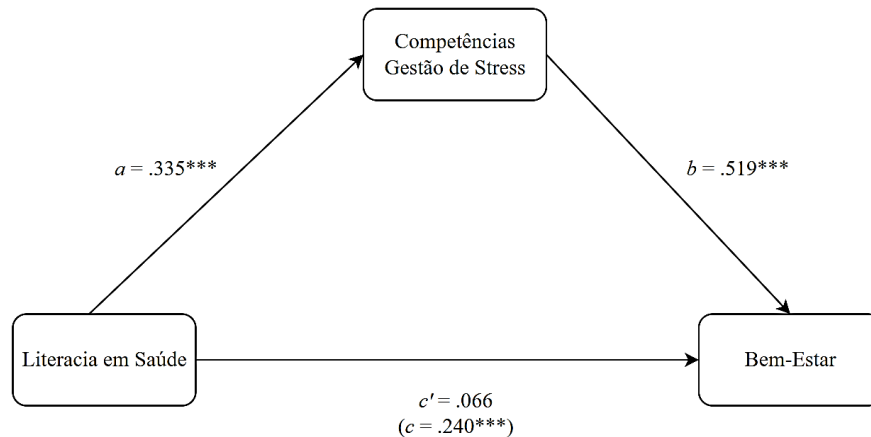 Competências
Gestão de Stress
a = .335***
b = .519***
Literacia em Saúde
Bem-Estar
c' = .066
(c = .240***)